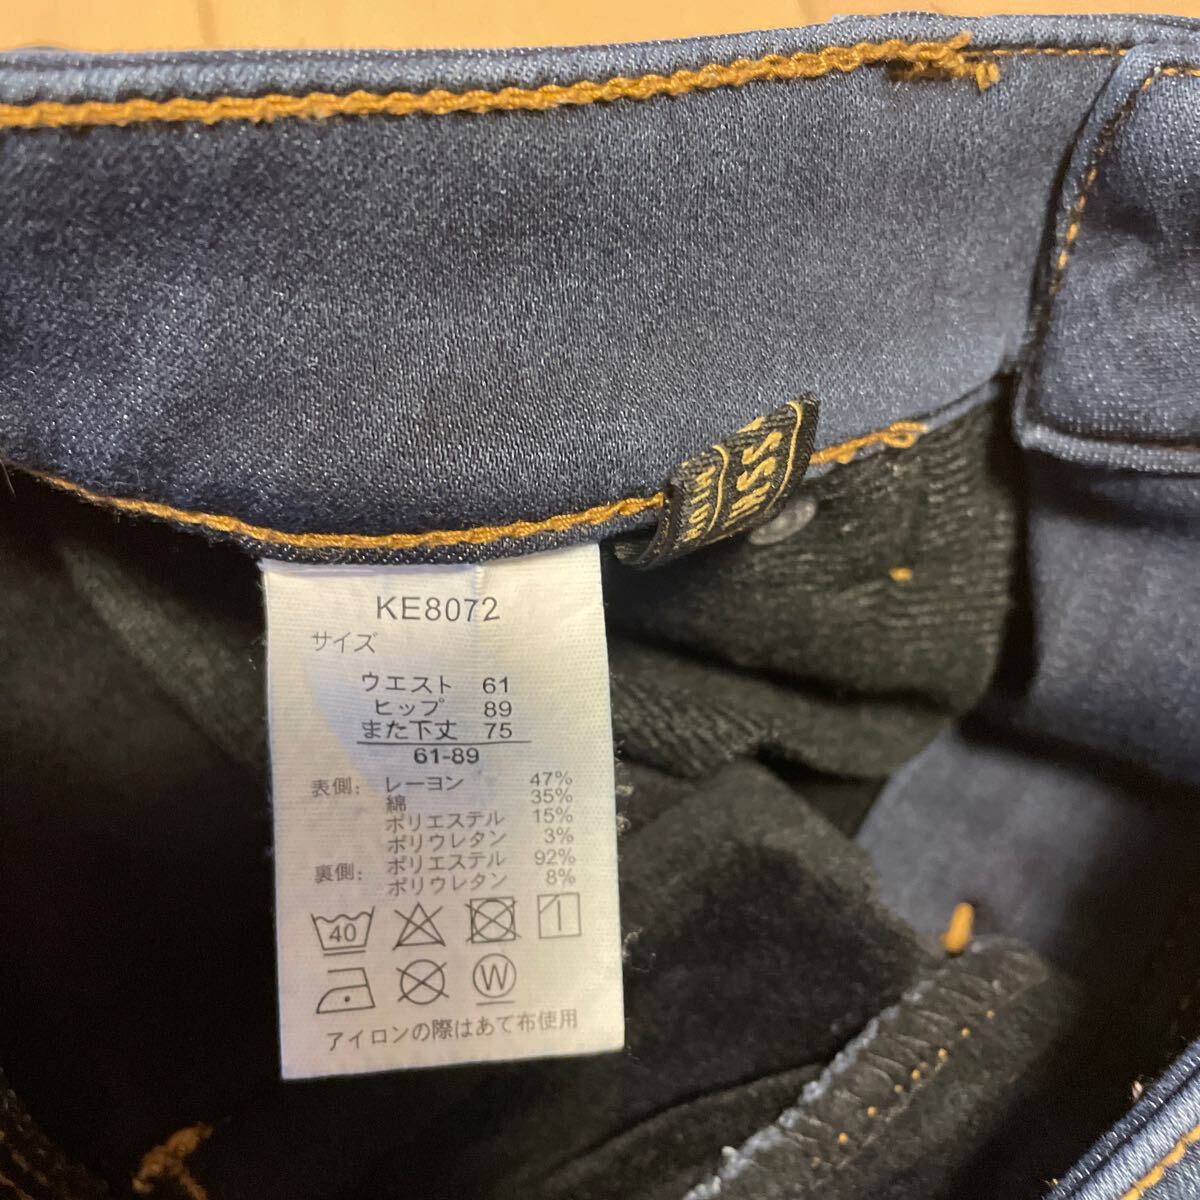 KE8072
サイズ
ウエスト 61
ヒップ 89
また下丈 75
61-89
表側: レーヨン 47%
綿 35%
ポリエステル 15%
ポリウレタン 3%
裏側: ポリエステル 92%
ポリウレタン 8%
40
W
アイロンの際はあて布使用